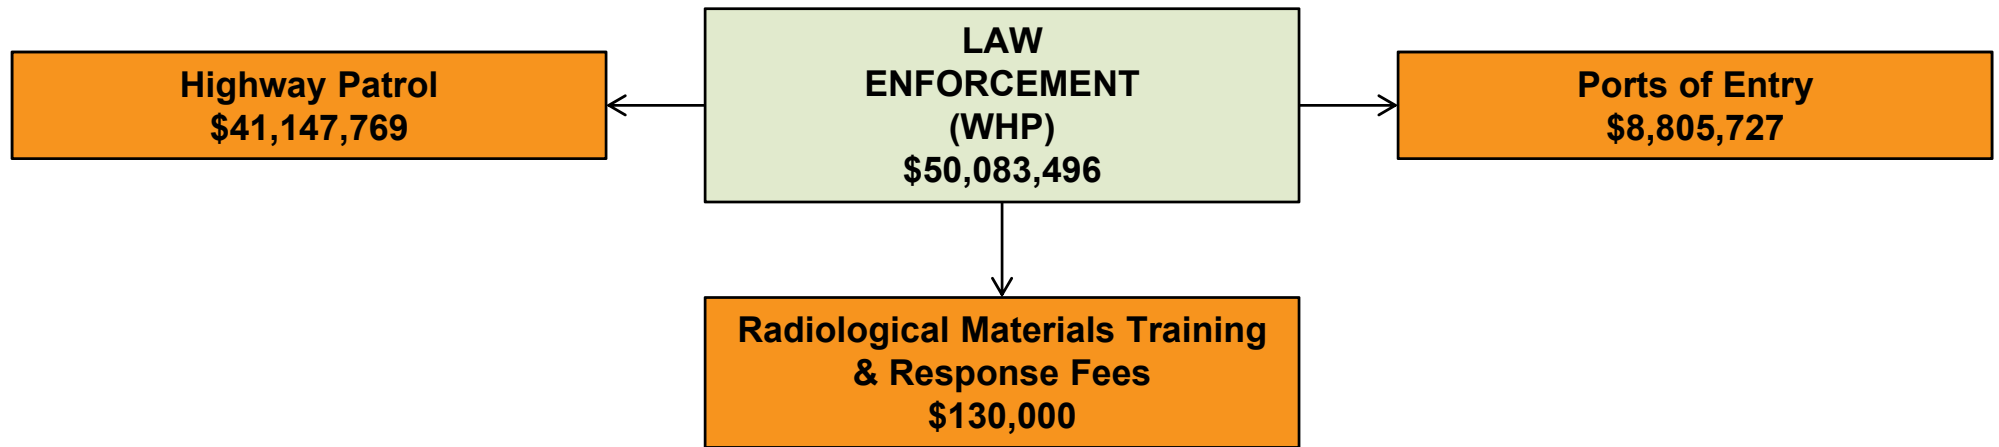 LAW
ENFORCEMENT
(WHP)
$50,083,496
Highway Patrol
$41,147,769
Ports of Entry
$8,805,727
Radiological Materials Training
& Response Fees
$130,000